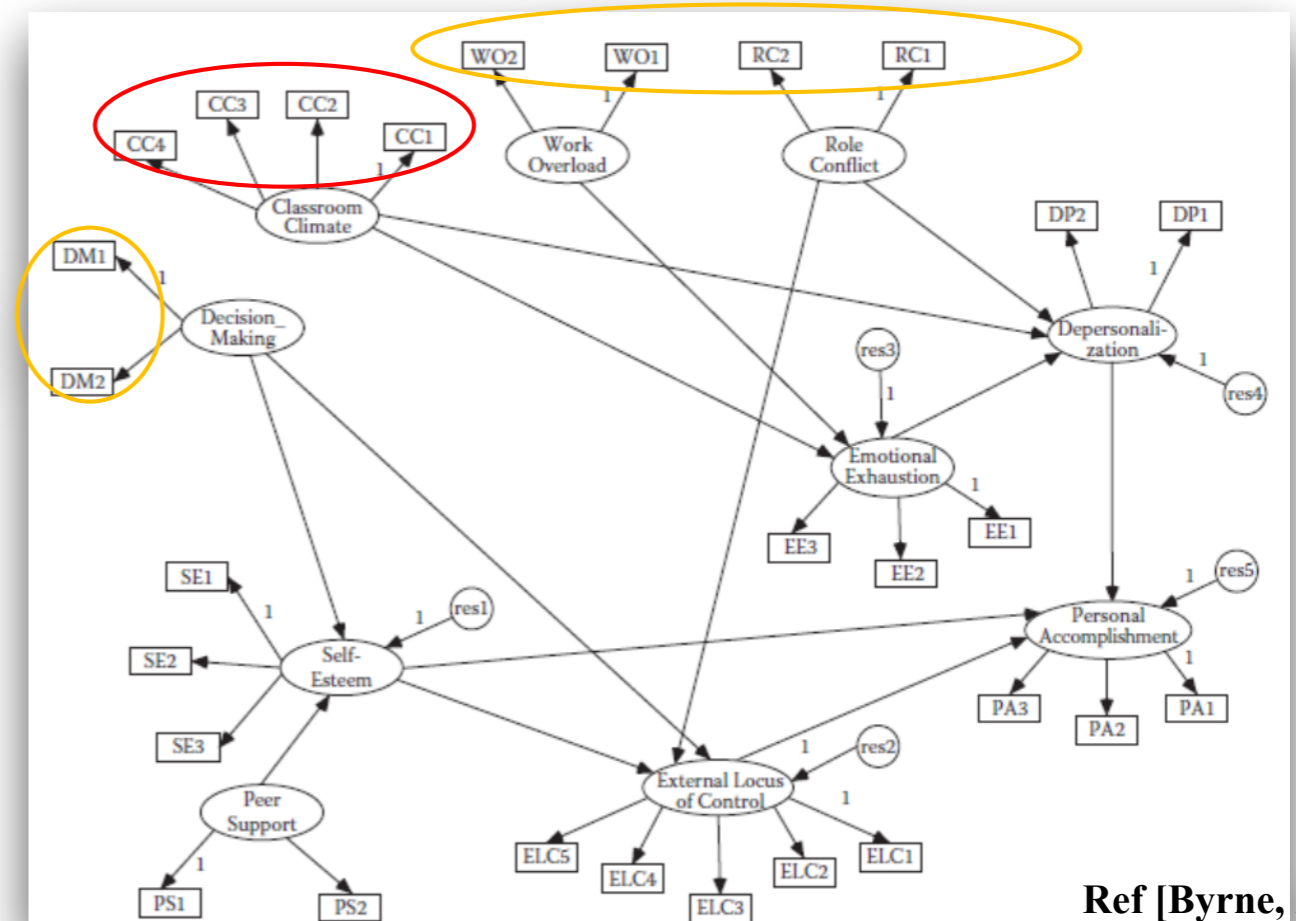 WO2
WO1
RC2
RC1
CC3
CC2
CC4
CC1
1
1
1
Work
Overload
Role
Conflict
Classroom
Climate
DP2
DP1
DM1
1
1
Decision_
Making
Depersonali-
zation
DM2
res3
1
1
res4
Emotional
Exhaustion
1
EE3
EE2
EE1
SE1
1
1
res1
1
res5
Personal
Accomplishment
SE2
Self-
Esteem
1
PA3
PA2
PA1
SE3
1
res2
Peer
Support
External Locus
of Control
1
1
ELC5
ELC4
ELC3
ELC2
ELC1
PS1
PS2
Ref [Byrne,